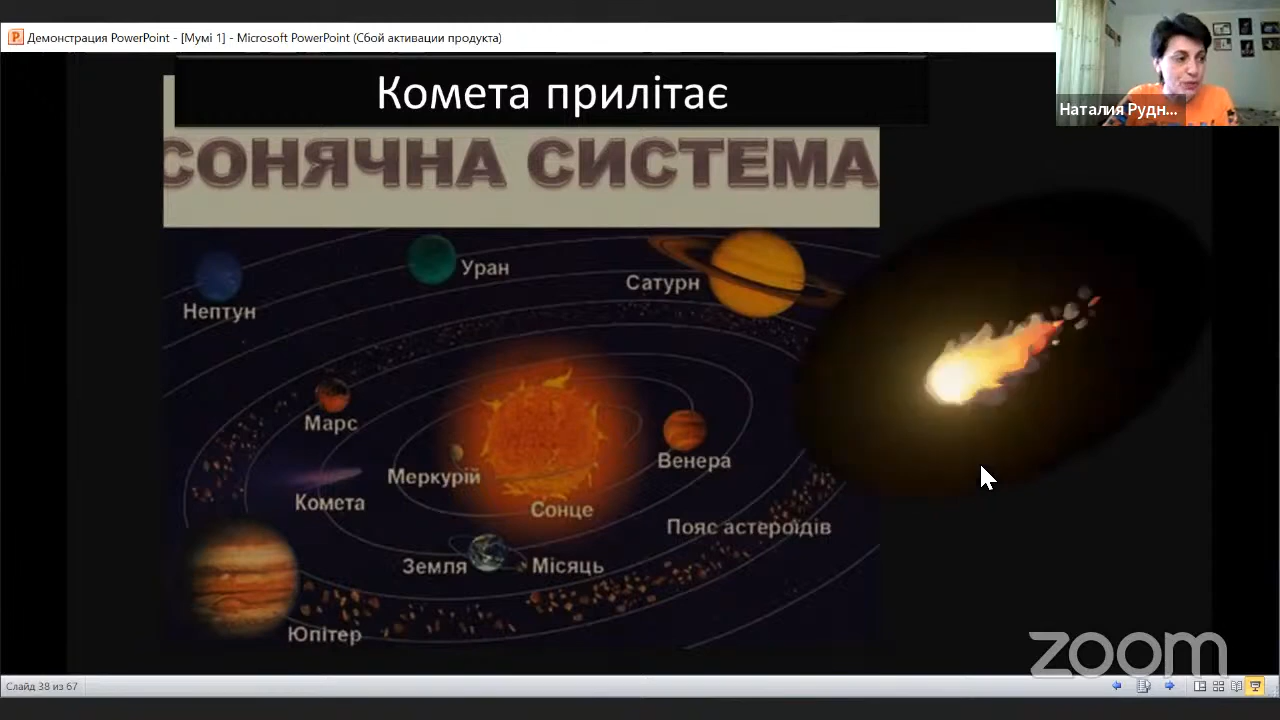 Демонстрация PowerPoint - [Мумі 1] - Microsoft PowerPoint (Сбой активации продукта)
Наталия Рудн...
Комета прилітає
СОНЯЧНА СИСТЕМА
Уран
Сатурн
Нептун
Марс
Венера
Меркурій
Комета
Сонце
Пояс астероїдів
Земля
Місяць
Юпітер
zoom
Слайд 38 из 67